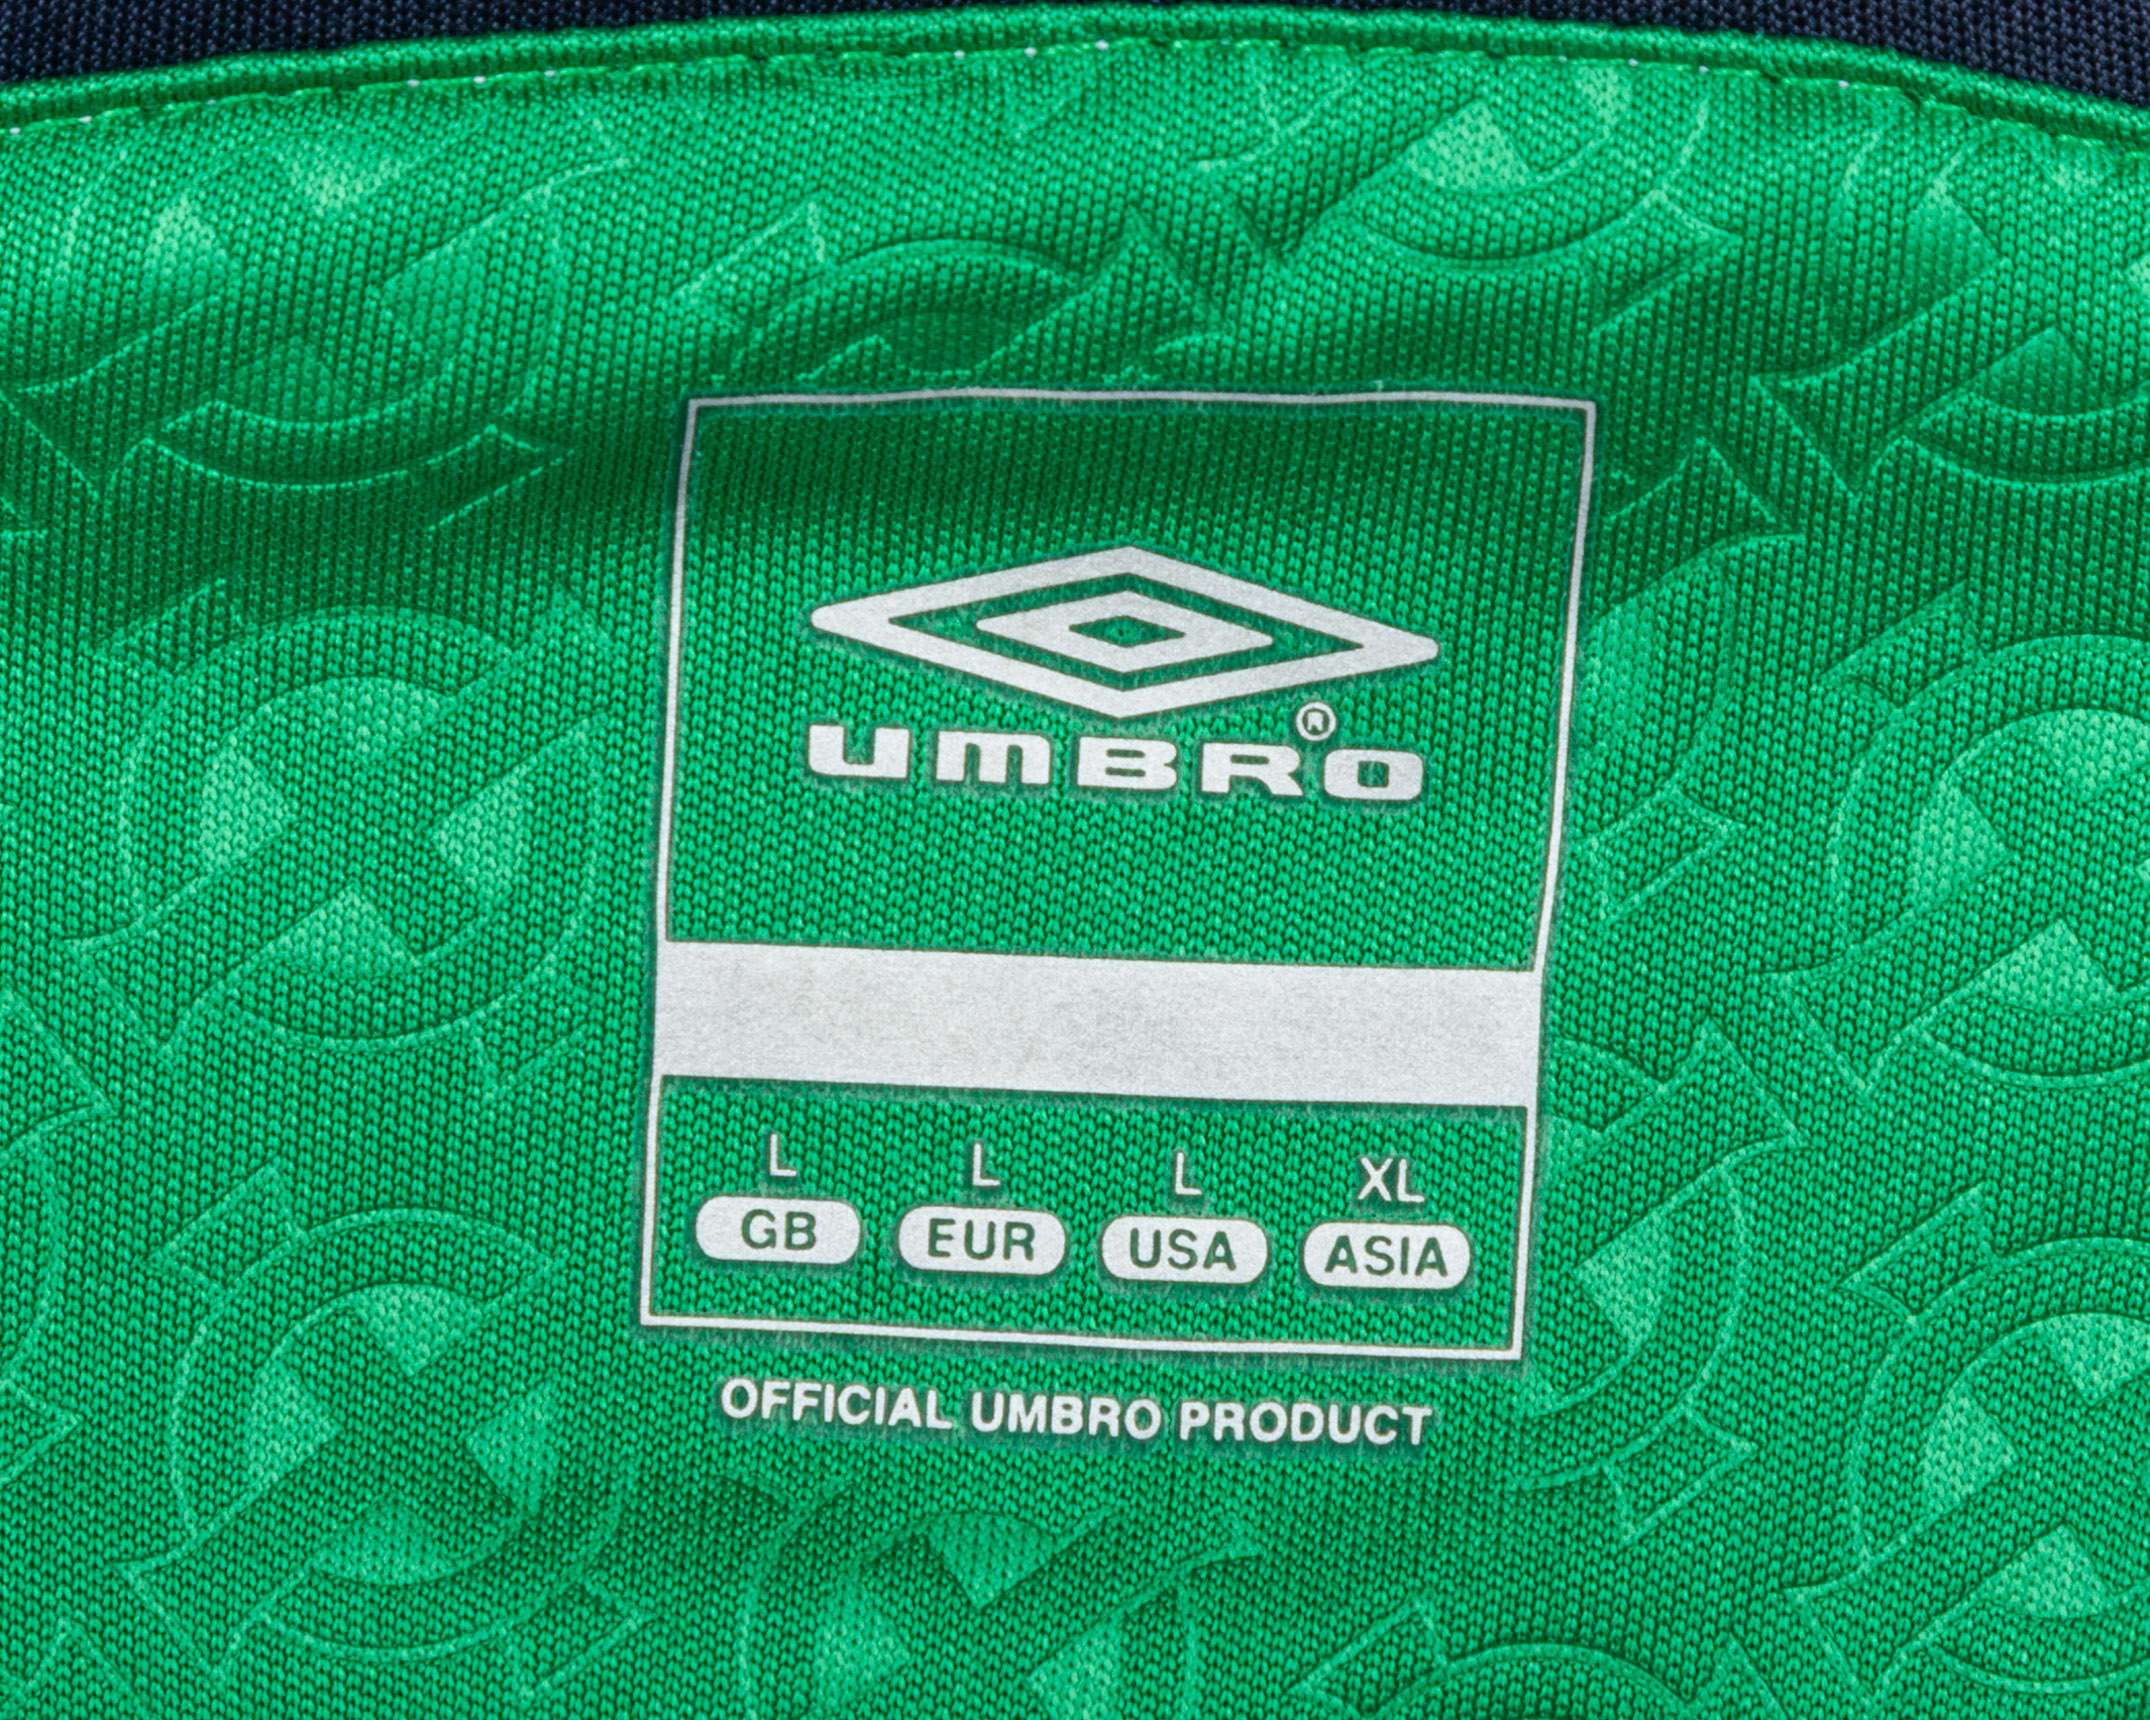 UMBRO®
L L L XL
GB EUR USA ASIA
OFFICIAL UMBRO PRODUCT